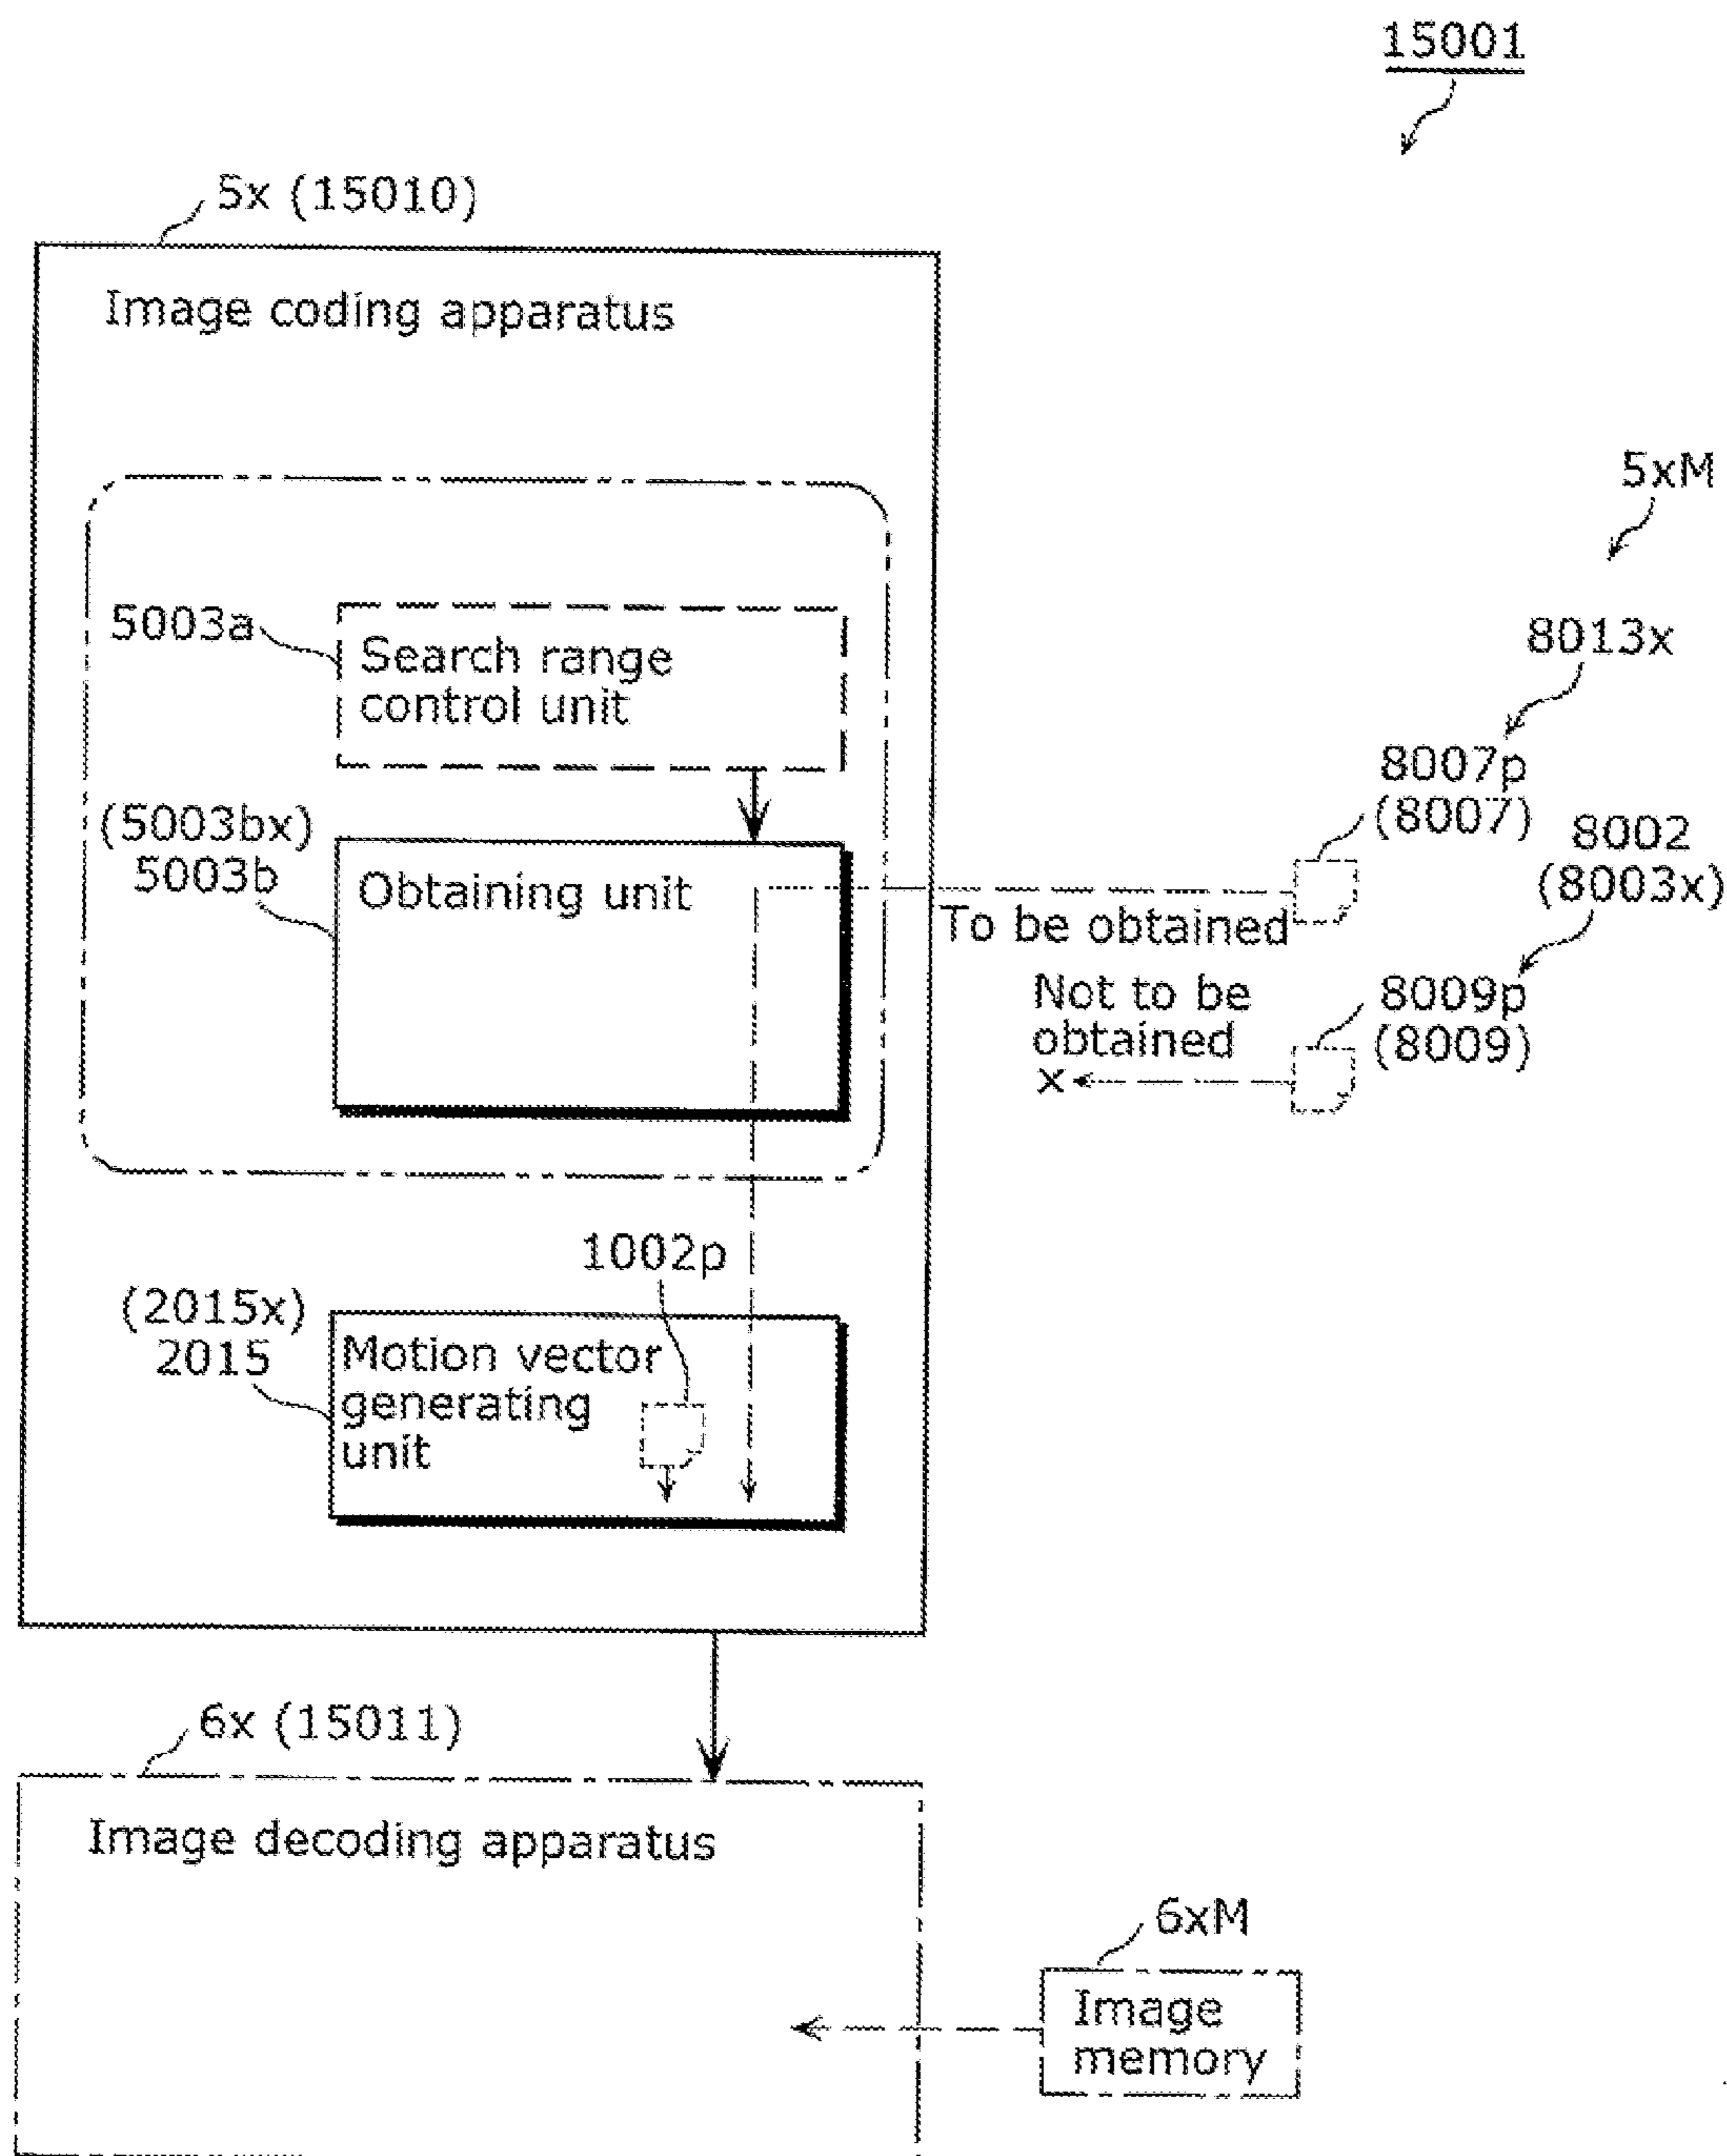 15001
5x (15010)
Image coding apparatus
5xM
5003a
Search range
control unit
8013x
8007p
(8007)
(5003bx)
5003b
Obtaining unit
8002
(8003x)
To be obtained
Not to be
obtained
x
8009p
(8009)
1002p
(2015x)
2015
Motion vector
generating
unit
6x (15011)
Image decoding apparatus
6xM
Image
memory